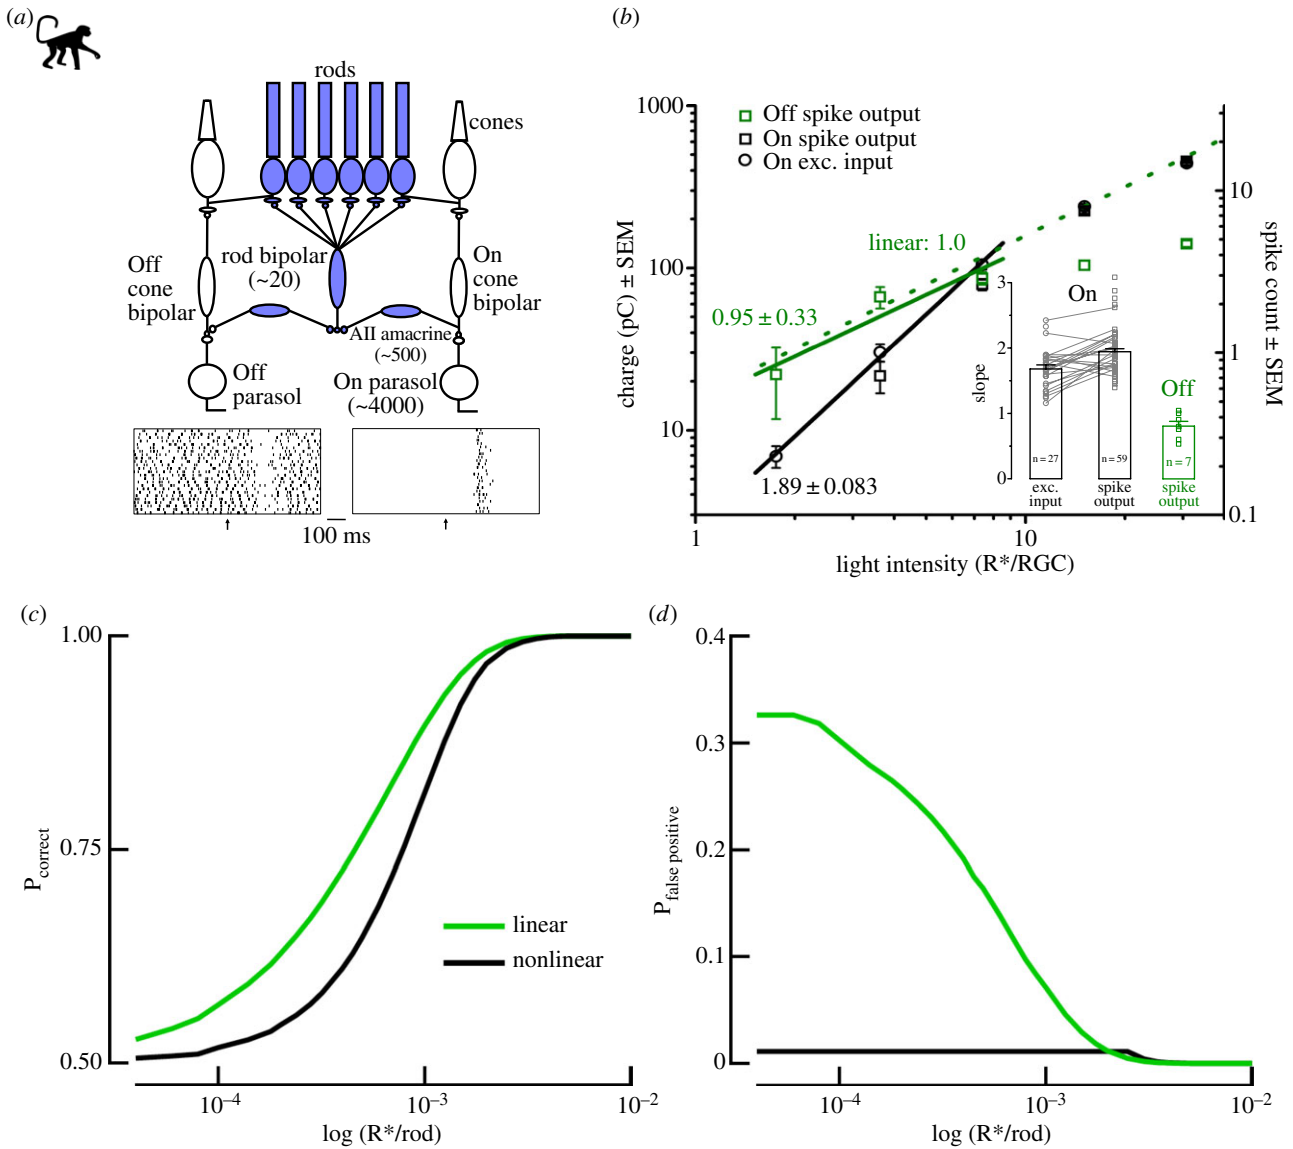 (a)
rods
cones
rod bipolar
(~20)
Off
cone
bipolar
On
cone
bipolar
AII amacrine
(~500)
Off
parasol
On parasol
(~4000)
100 ms
(b)
1000
100
10
charge (pC) ± SEM
Off spike output
On spike output
On exc. input
linear: 1.0
0.95 ± 0.33
1.89 ± 0.083
1
10
light intensity (R*/RGC)
10
1
0.1
spike count ± SEM
3
2
1
0
slope
On
Off
n = 27
n = 59
n = 7
exc.
input
spike
output
spike
output
(c)
1.00
0.75
0.50
P correct
linear
nonlinear
10–4
10–3
10–2
log (R*/rod)
(d)
0.4
0.3
0.2
0.1
0
P false positive
10–4
10–3
10–2
log (R*/rod)